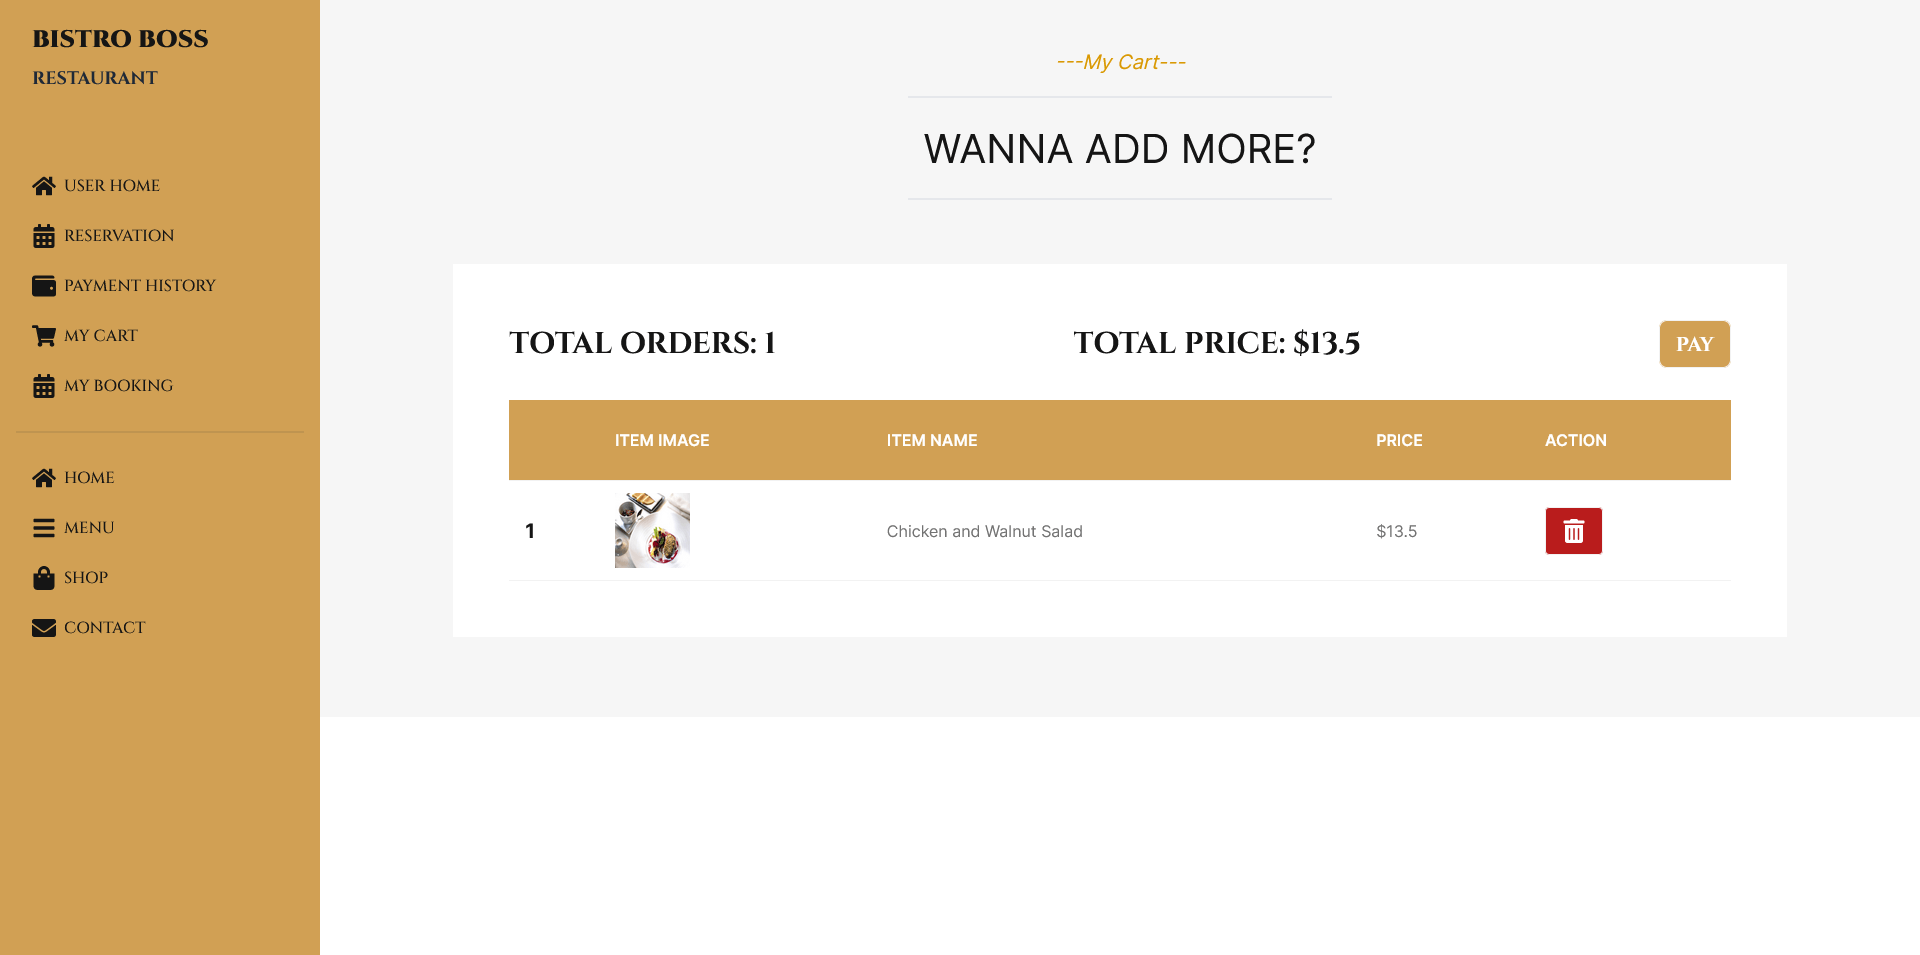 BISTRO BOSS
RESTAURANT
USER HOME
RESERVATION
PAYMENT HISTORY
MY CART
MY BOOKING
HOME
MENU
SHOP
CONTACT
---My Cart---
WANNA ADD MORE?
TOTAL ORDERS: 1 TOTAL PRICE: $13.5 PAY
ITEM IMAGE ITEM NAME PRICE ACTION
1 Chicken and Walnut Salad $13.5